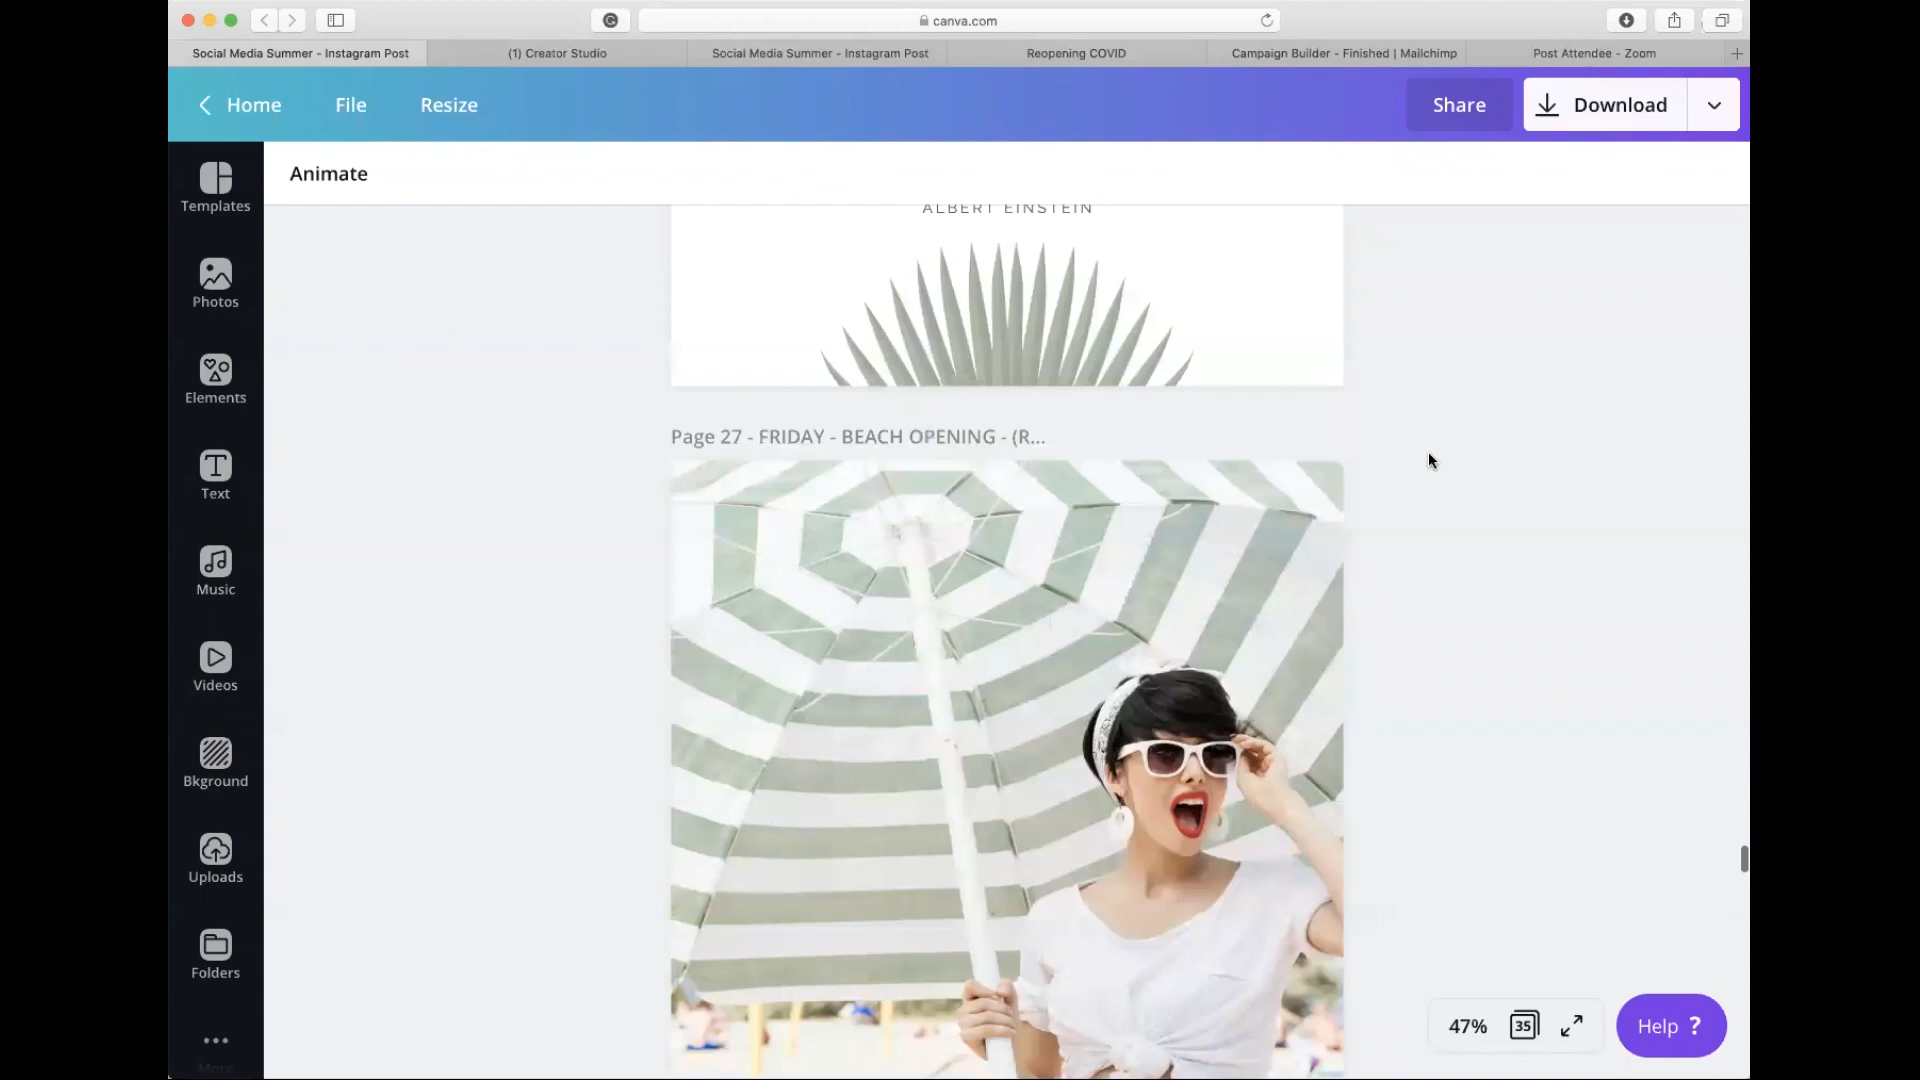 canva.com
Social Media Summer - Instagram Post
(1) Creator Studio
Social Media Summer - Instagram Post
Reopening COVID
Campaign Builder - Finished | Mailchimp
Post Attendee - Zoom
Home
File
Resize
Share
Download
Animate
Templates
Photos
Elements
Text
Music
Videos
Bkground
Uploads
Folders
More
ALBERT EINSTEIN
Page 27 - FRIDAY - BEACH OPENING - (R...
47%
35
Help ?